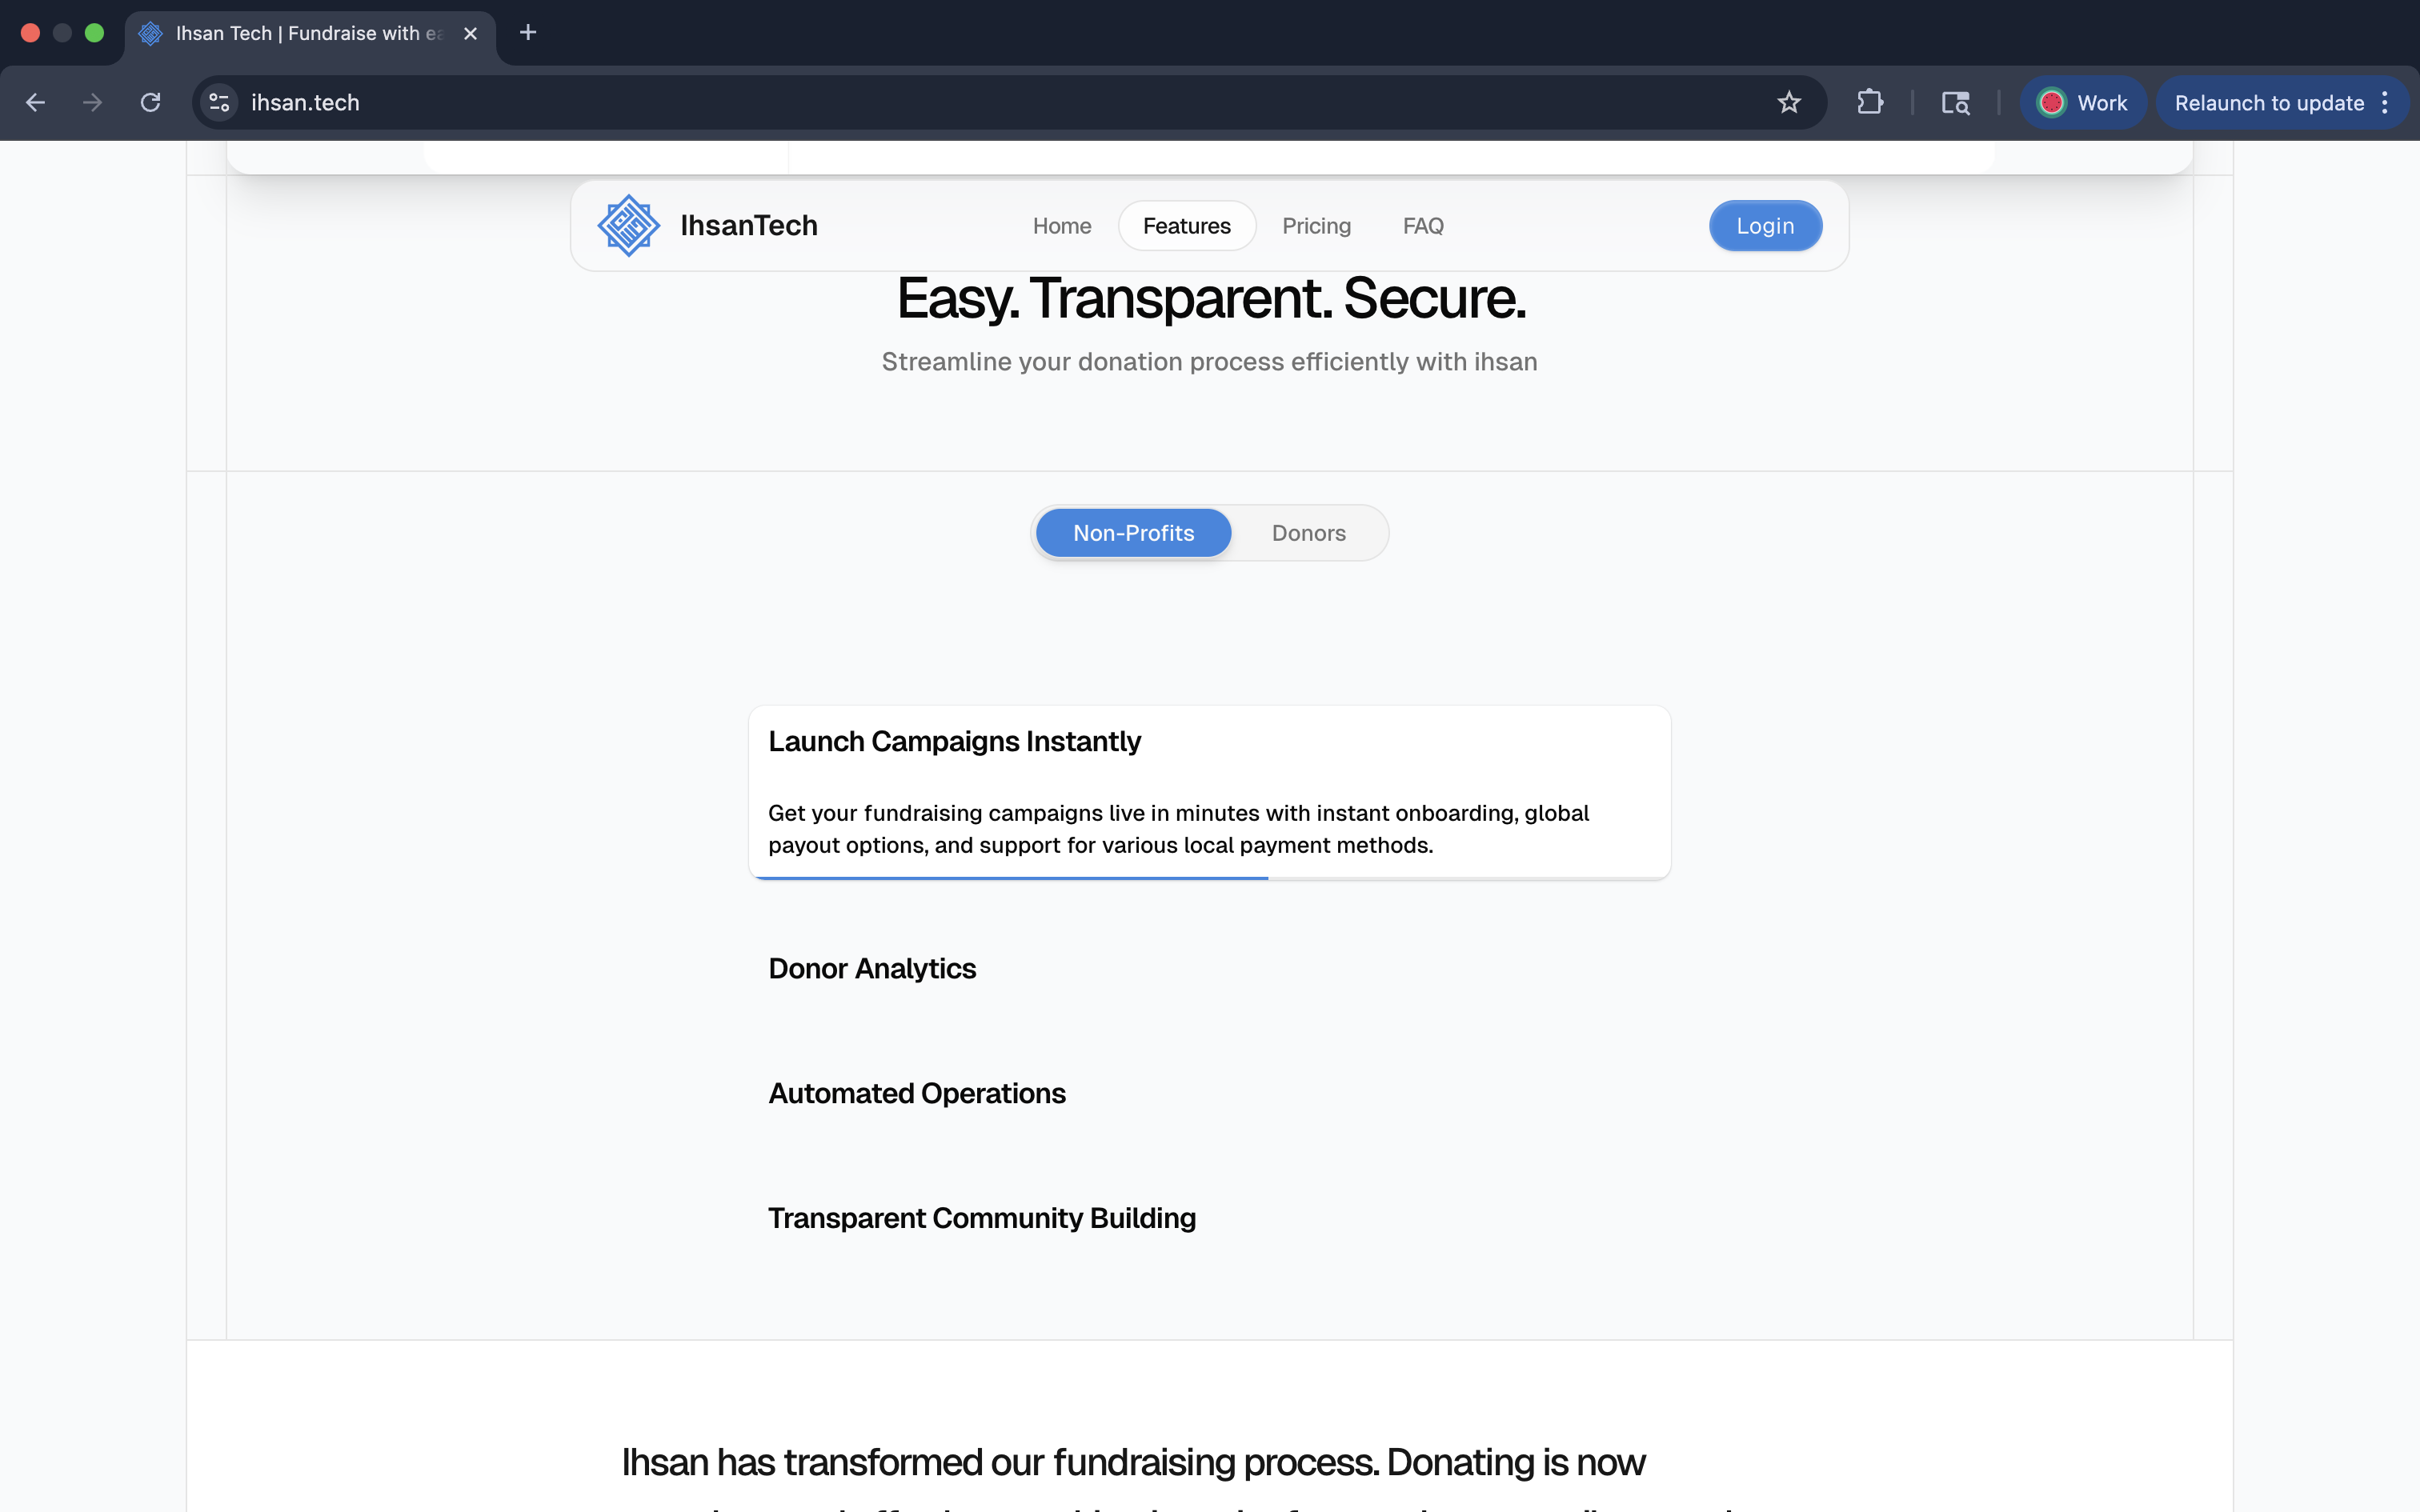 Ihsan Tech | Fundraise with ea
ihsan.tech
Work
Relaunch to update
IhsanTech
Home
Features
Pricing
FAQ
Login
Easy. Transparent. Secure.
Streamline your donation process efficiently with ihsan
Non-Profits
Donors
Launch Campaigns Instantly
Get your fundraising campaigns live in minutes with instant onboarding, global
payout options, and support for various local payment methods.
Donor Analytics
Automated Operations
Transparent Community Building
Ihsan has transformed our fundraising process. Donating is now